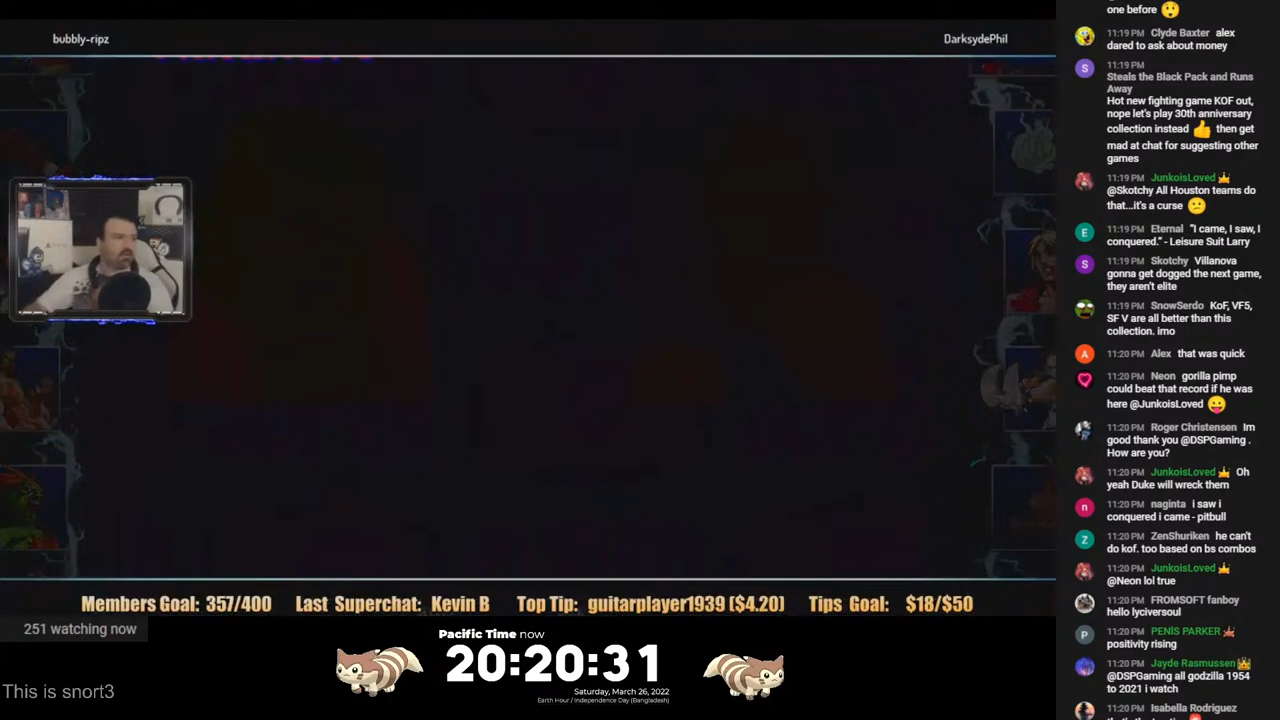 bubbly-ripz
DarksydePhil
Members Goal: 357/400
Last Superchat: Kevin B
Top Tip: guitarplayer1939 ($4.20)
Tips Goal: $18/$50
251 watching now
Pacific Time now
20:20:31
Saturday, March 26, 2022
Earth Hour / Independence Day (Bangladesh)
This is snort3
one before 😲
11:19 PM Clyde Baxter alex
dared to ask about money
S
11:19 PM
Steals the Black Pack and Runs
Away
Hot new fighting game KOF out,
nope let's play 30th anniversary
collection instead 👍 then get
mad at chat for suggesting other
games
11:19 PM JunkoisLoved 👑
@Skotchy All Houston teams do
that...it's a curse 😕
E
11:19 PM Eternal "I came, I saw, I
conquered." - Leisure Suit Larry
S
11:19 PM Skotchy Villanova
gonna get dogged the next game,
they aren't elite
11:19 PM SnowSerdo KoF, VF5,
SF V are all better than this
collection. imo
A
11:20 PM Alex that was quick
11:20 PM Neon gorilla pimp
could beat that record if he was
here @JunkoisLoved 😛
11:20 PM Roger Christensen Im
good thank you @DSPGaming .
How are you?
11:20 PM JunkoisLoved 👑 Oh
yeah Duke will wreck them
n
11:20 PM naginta i saw i
conquered i came - pitbull
Z
11:20 PM ZenShuriken he can't
do kof. too based on bs combos
11:20 PM JunkoisLoved 👑
@Neon lol true
11:20 PM FROMSOFT fanboy
hello lyciversoul
P
11:20 PM PENIS PARKER
positivity rising
11:20 PM Jayde Rasmussen
@DSPGaming all godzilla 1954
to 2021 i watch
11:20 PM Isabella Rodriguez